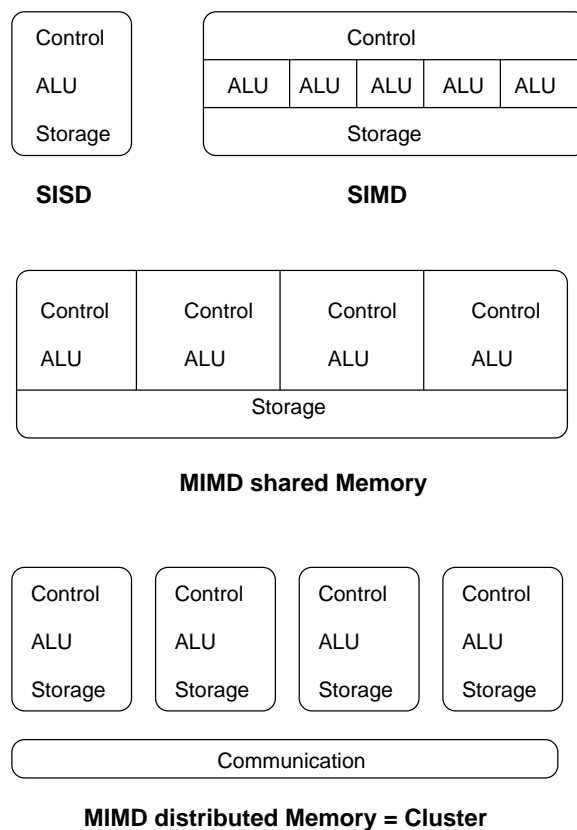 Control Control
ALU ALU ALU ALU ALU ALU
Storage Storage
SISD SIMD
Control Control Control Control
ALU ALU ALU ALU
Storage
MIMD shared Memory
Control Control Control Control
ALU ALU ALU ALU
Storage Storage Storage Storage
Communication
MIMD distributed Memory = Cluster